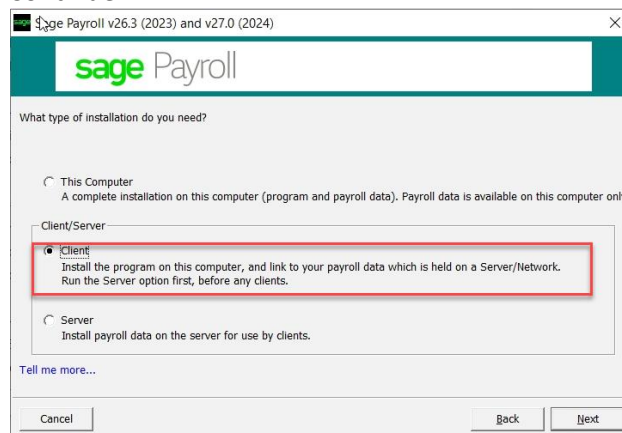 Sage Payroll v26.3 (2023) and v27.0 (2024)
sage Payroll
What type of installation do you need?
This Computer
A complete installation on this computer (program and payroll data). Payroll data is available on this computer onl
Client/Server
Client
Install the program on this computer, and link to your payroll data which is held on a Server/Network.
Run the Server option first, before any clients.
Server
Install payroll data on the server for use by clients.
Tell me more...
Cancel
Back
Next